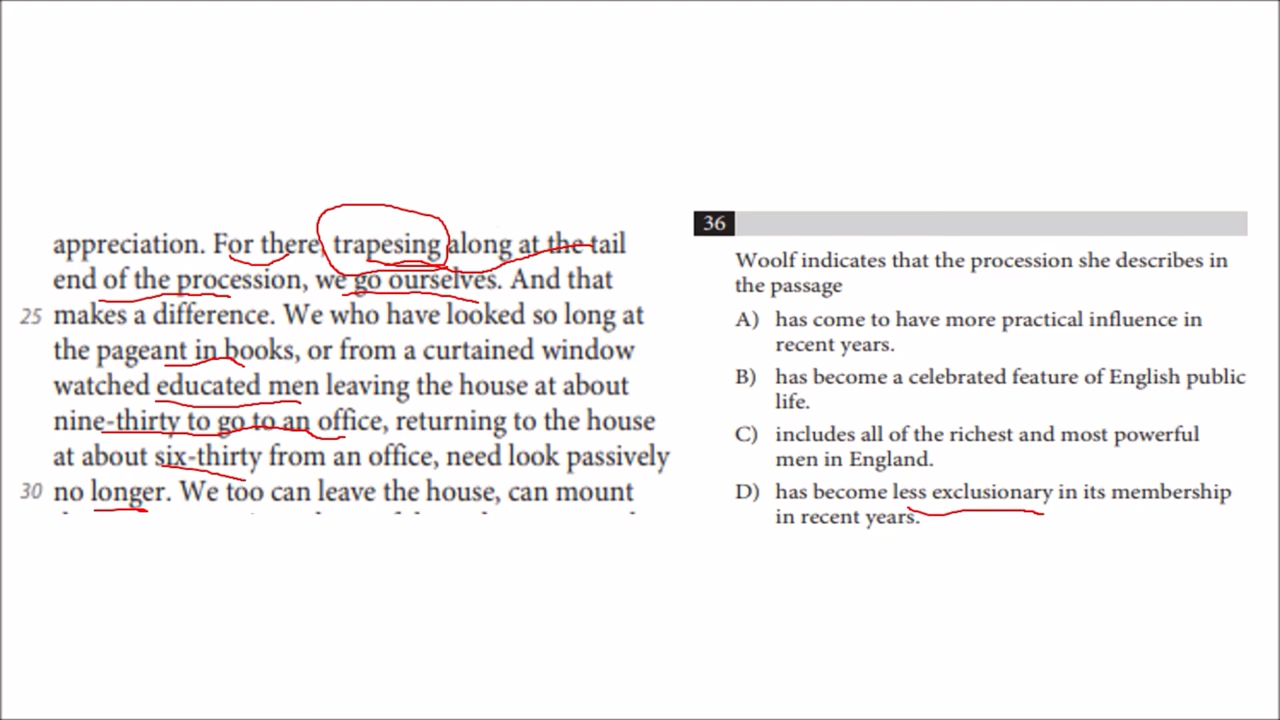 appreciation. For there, trapesing along at the tail
end of the procession, we go ourselves. And that
25 makes a difference. We who have looked so long at
the pageant in books, or from a curtained window
watched educated men leaving the house at about
nine-thirty to go to an office, returning to the house
at about six-thirty from an office, need look passively
30 no longer. We too can leave the house, can mount
36
Woolf indicates that the procession she describes in
the passage
A) has come to have more practical influence in
recent years.
B) has become a celebrated feature of English public
life.
C) includes all of the richest and most powerful
men in England.
D) has become less exclusionary in its membership
in recent years.